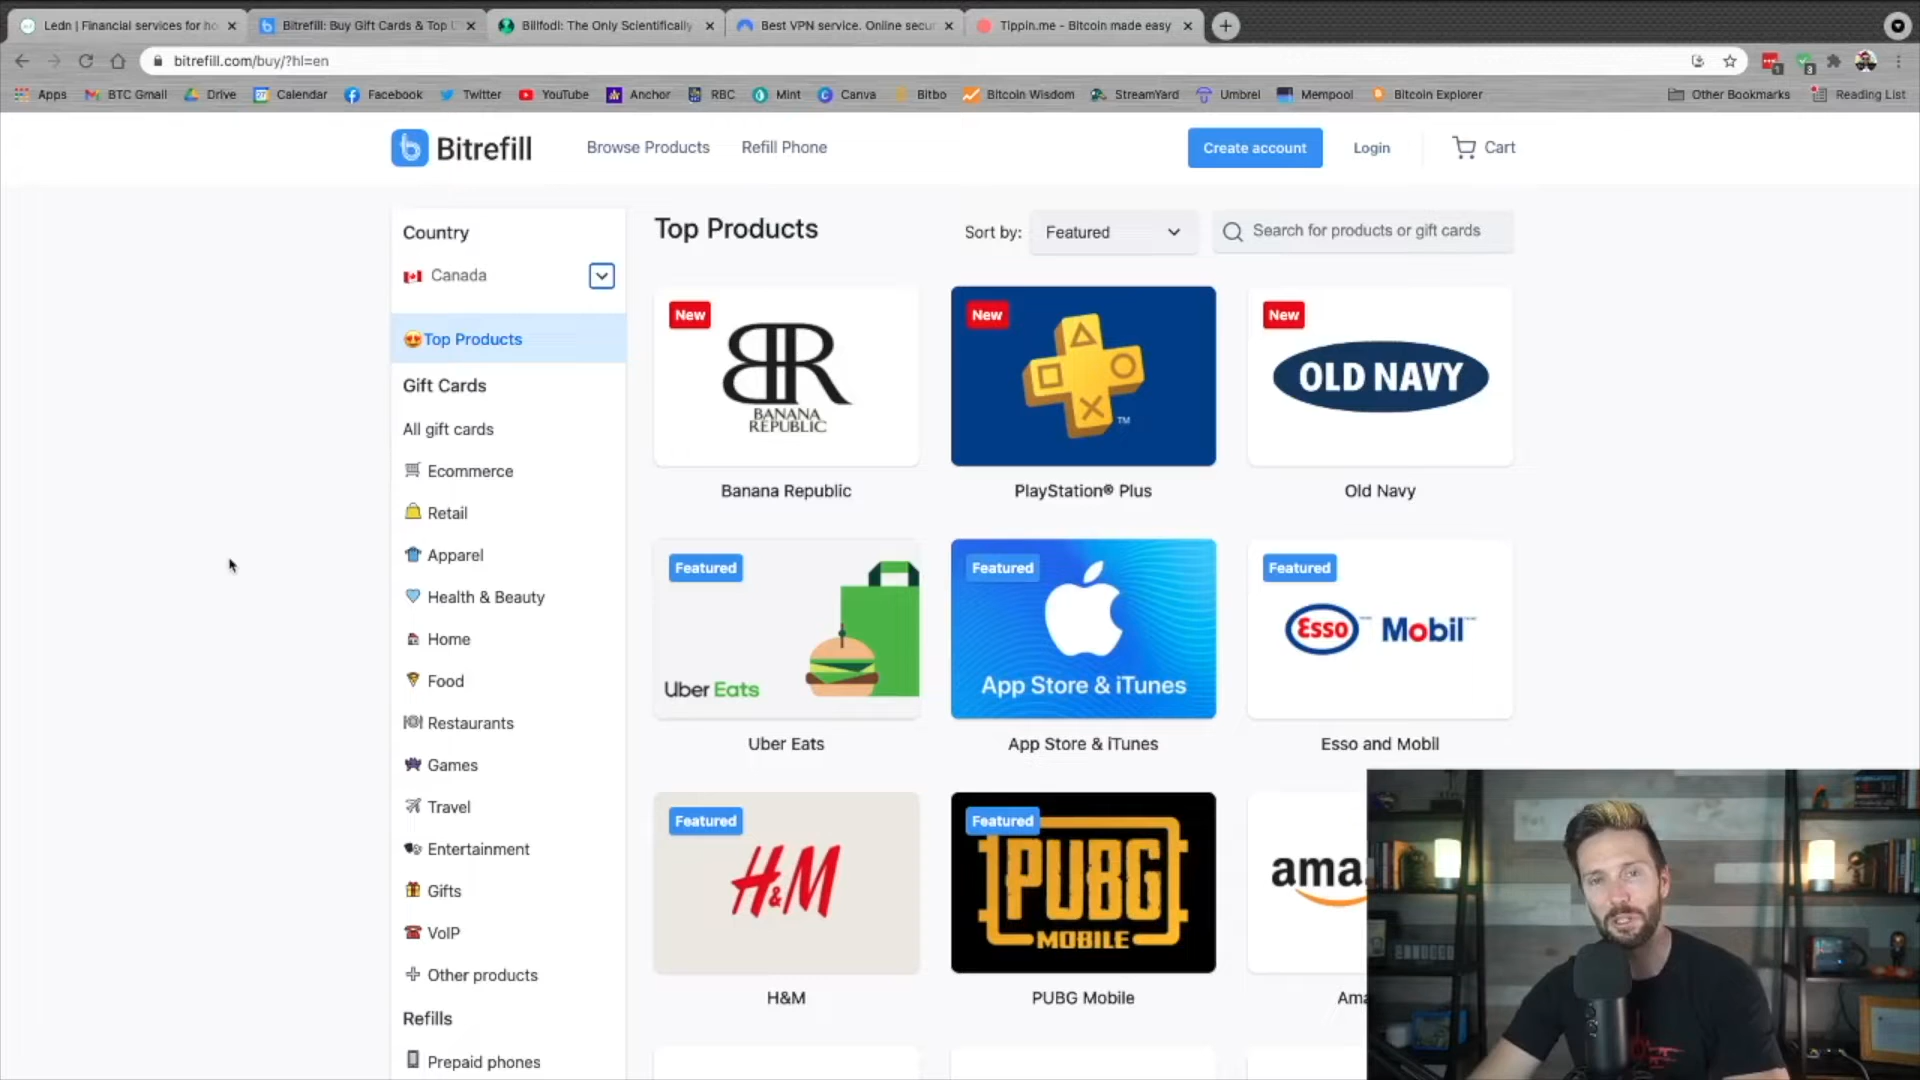 Ledn | Financial services for ho
Bitrefill: Buy Gift Cards & Top U
Billfodl: The Only Scientifically
Best VPN service. Online secur
Tippin.me - Bitcoin made easy
bitrefill.com/buy/?hl=en
Apps
BTC Gmail
Drive
Calendar
Facebook
Twitter
YouTube
Anchor
RBC
Mint
Canva
Bitbo
Bitcoin Wisdom
StreamYard
Umbrel
Mempool
Bitcoin Explorer
Other Bookmarks
Reading List
Bitrefill
Browse Products
Refill Phone
Create account
Login
Cart
Country
Canada
Top Products
Gift Cards
All gift cards
Ecommerce
Retail
Apparel
Health & Beauty
Home
Food
Restaurants
Games
Travel
Entertainment
Gifts
VoIP
Other products
Refills
Prepaid phones
Top Products
Sort by:
Featured
Search for products or gift cards
New
BR
BANANA
REPUBLIC
Banana Republic
New
TM
PlayStation® Plus
New
OLD NAVY
Old Navy
Featured
Uber Eats
Uber Eats
Featured
App Store & iTunes
App Store & iTunes
Featured
Esso Mobil
Esso and Mobil
Featured
H&M
H&M
Featured
PUBG
MOBILE
PUBG Mobile
ama
Ama